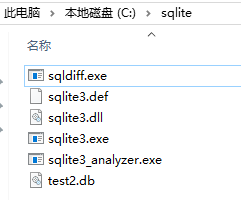 此电脑 › 本地磁盘 (C:) › sqlite
名称
sqldiff.exe
sqlite3.def
sqlite3.dll
sqlite3.exe
sqlite3_analyzer.exe
test2.db